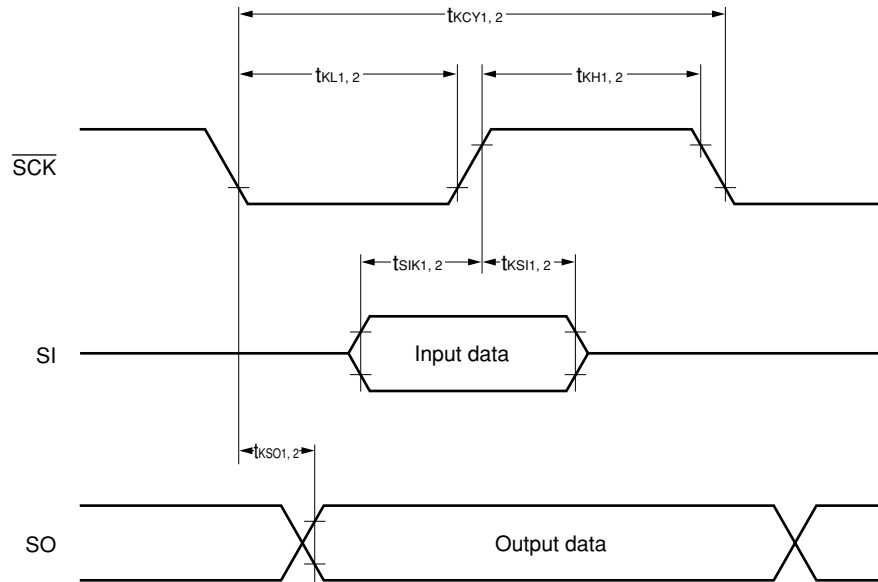 tKCY1, 2
tKL1, 2
tKH1, 2
SCK
tSIK1, 2
tKSI1, 2
SI
Input data
tKSO1, 2
SO
Output data